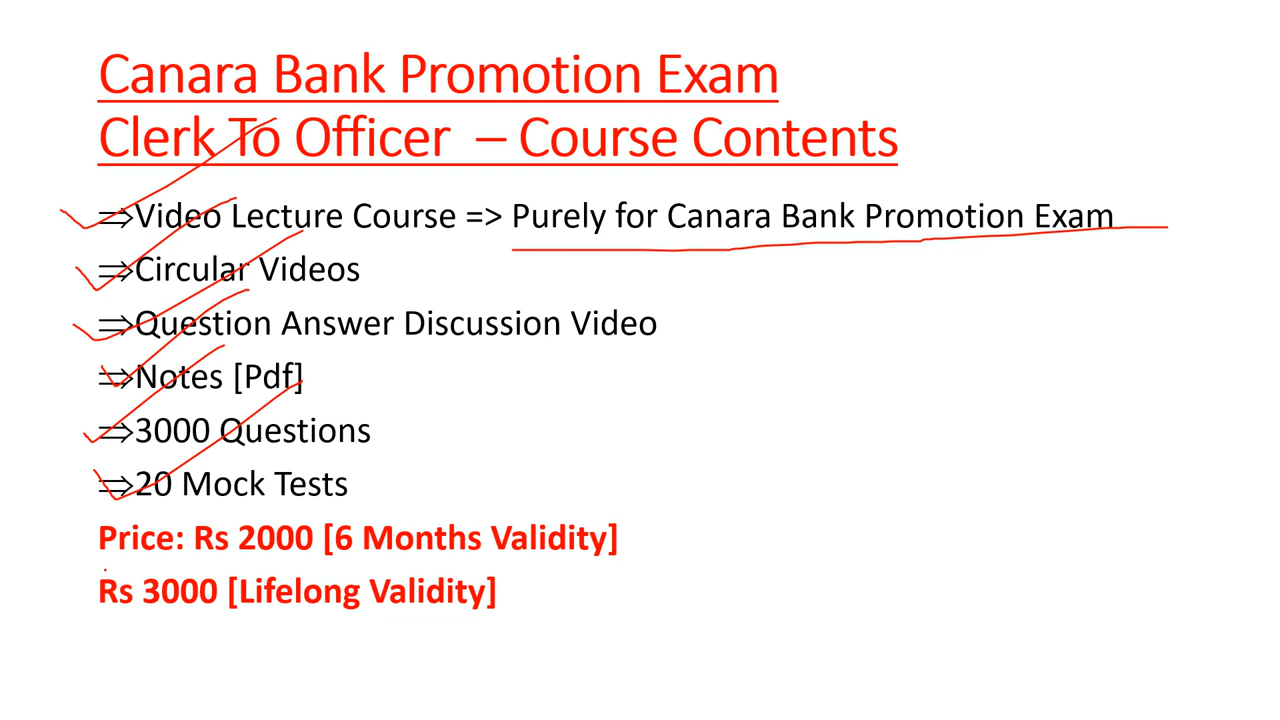 Canara Bank Promotion Exam
Clerk To Officer – Course Contents
⇒Video Lecture Course => Purely for Canara Bank Promotion Exam
⇒Circular Videos
⇒Question Answer Discussion Video
⇒Notes [Pdf]
⇒3000 Questions
⇒20 Mock Tests
Price: Rs 2000 [6 Months Validity]
Rs 3000 [Lifelong Validity]